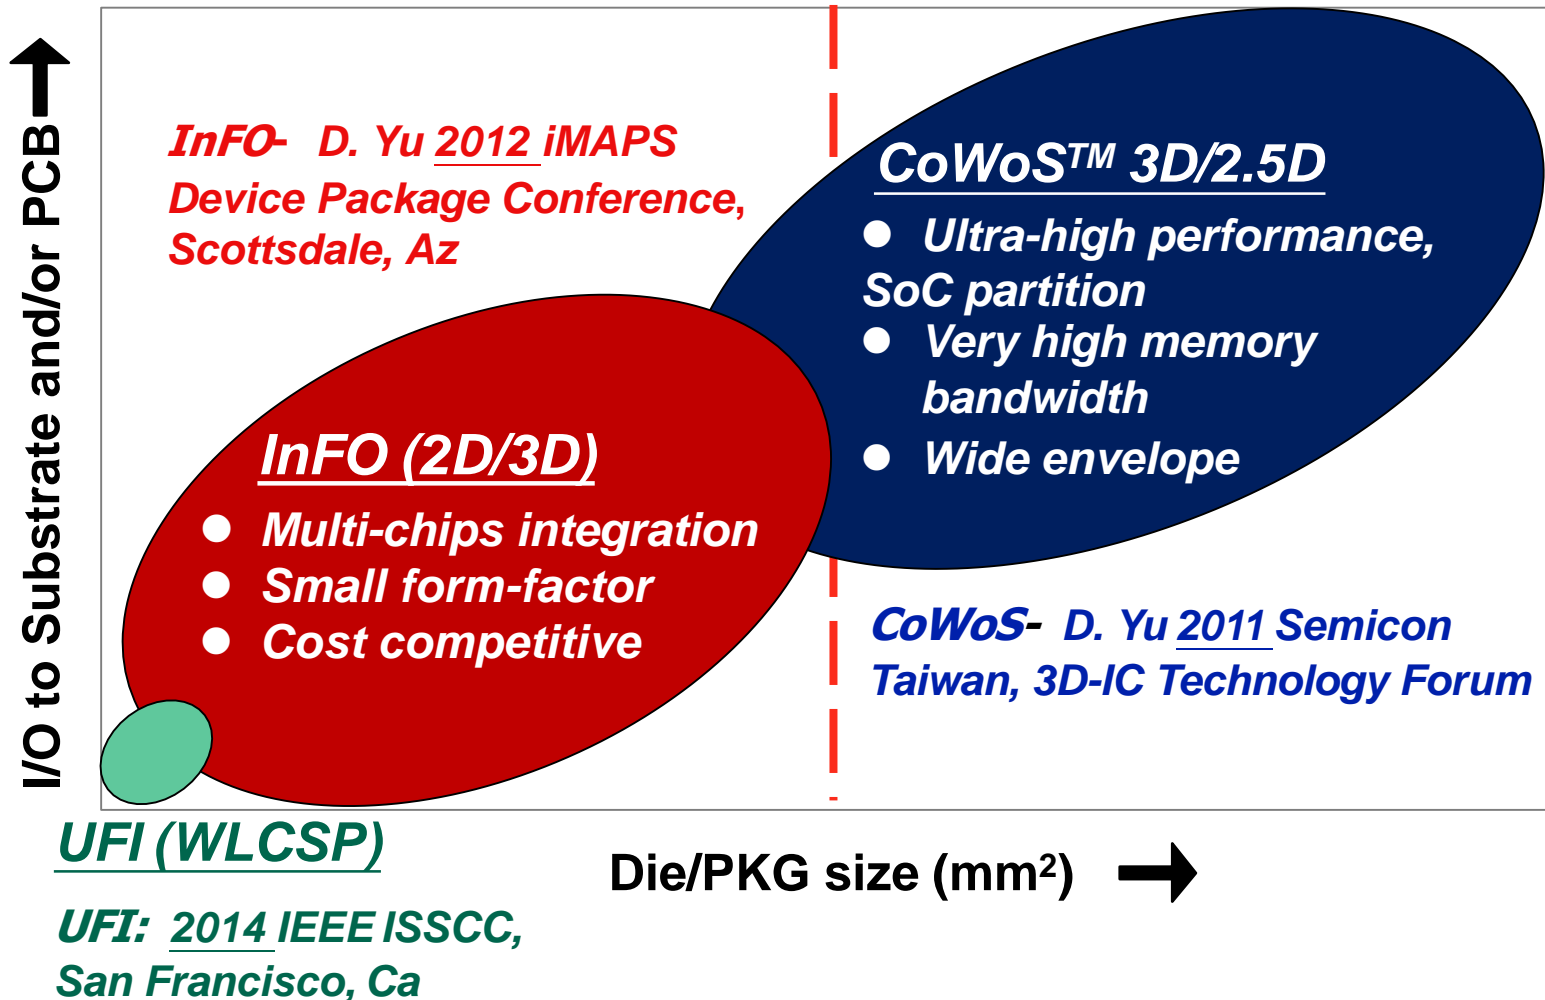 I/O to Substrate and/or PCB
InFO- D. Yu 2012 iMAPS
Device Package Conference,
Scottsdale, Az
CoWoS™ 3D/2.5D
● Ultra-high performance,
SoC partition
● Very high memory
bandwidth
● Wide envelope
InFO (2D/3D)
● Multi-chips integration
● Small form-factor
● Cost competitive
CoWoS- D. Yu 2011 Semicon
Taiwan, 3D-IC Technology Forum
UFI (WLCSP)
Die/PKG size (mm²)
UFI: 2014 IEEE ISSCC,
San Francisco, Ca